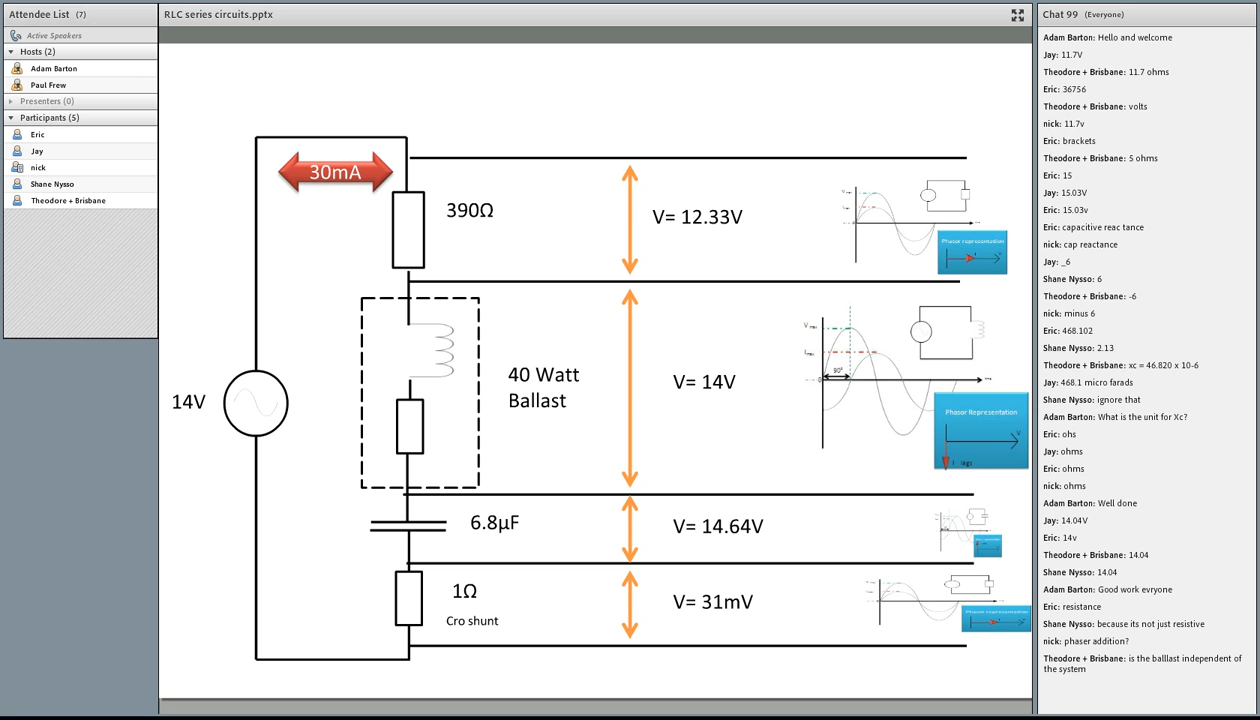 Attendee List (7)
Active Speakers
Hosts (2)
Adam Barton
Paul Frew
Presenters (0)
Participants (5)
Eric
Jay
nick
Shane Nysso
Theodore + Brisbane
RLC series circuits.pptx
30mA
390Ω
V= 12.33V
Phasor representation
14V
40 Watt
Ballast
V= 14V
90°
Phasor Representation
V
I lags
6.8µF
V= 14.64V
1Ω
Cro shunt
V= 31mV
Phasor representation
Chat 99 (Everyone)
Adam Barton: Hello and welcome
Jay: 11.7V
Theodore + Brisbane: 11.7 ohms
Eric: 36756
Theodore + Brisbane: volts
nick: 11.7v
Eric: brackets
Theodore + Brisbane: 5 ohms
Eric: 15
Jay: 15.03V
Eric: 15.03v
Eric: capacitive reac tance
nick: cap reactance
Jay: _6
Shane Nysso: 6
Theodore + Brisbane: -6
nick: minus 6
Eric: 468.102
Shane Nysso: 2.13
Theodore + Brisbane: xc = 46.820 x 10-6
Jay: 468.1 micro farads
Shane Nysso: ignore that
Adam Barton: What is the unit for Xc?
Eric: ohs
Jay: ohms
Eric: ohms
nick: ohms
Adam Barton: Well done
Jay: 14.04V
Eric: 14v
Theodore + Brisbane: 14.04
Shane Nysso: 14.04
Adam Barton: Good work evryone
Eric: resistance
Shane Nysso: because its not just resistive
nick: phaser addition?
Theodore + Brisbane: is the balllast independent of
the system